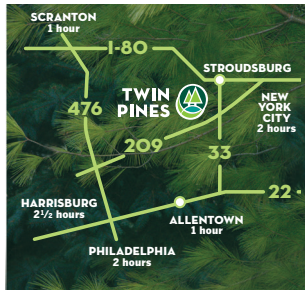 SCRANTON
1 hour
I-80
STROUDSBURG
TWIN
PINES
476
NEW
YORK
CITY
2 hours
209
33
HARRISBURG
2½ hours
22
ALLENTOWN
1 hour
PHILADELPHIA
2 hours